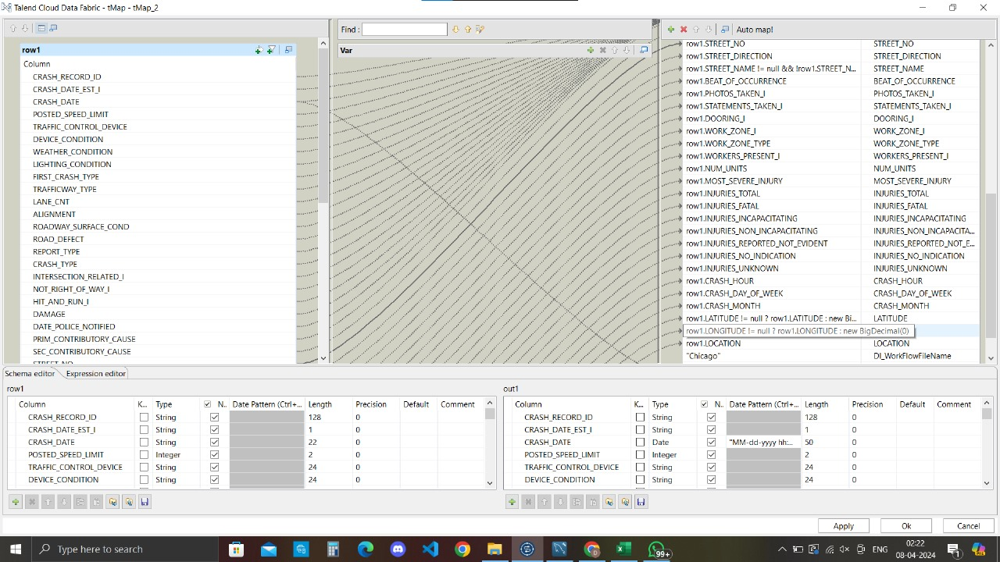 Talend Cloud Data Fabric - tMap - tMap_2
Find :
Auto map!
row1
Column
CRASH_RECORD_ID
CRASH_DATE_EST_I
CRASH_DATE
POSTED_SPEED_LIMIT
TRAFFIC_CONTROL_DEVICE
DEVICE_CONDITION
WEATHER_CONDITION
LIGHTING_CONDITION
FIRST_CRASH_TYPE
TRAFFICWAY_TYPE
LANE_CNT
ALIGNMENT
ROADWAY_SURFACE_COND
ROAD_DEFECT
REPORT_TYPE
CRASH_TYPE
INTERSECTION_RELATED_I
NOT_RIGHT_OF_WAY_I
HIT_AND_RUN_I
DAMAGE
DATE_POLICE_NOTIFIED
PRIM_CONTRIBUTORY_CAUSE
SEC_CONTRIBUTORY_CAUSE
STREET_NO
Var
row1.STREET_NO STREET_NO
row1.STREET_DIRECTION STREET_DIRECTION
row1.STREET_NAME != null && !row1.STREET_N... STREET_NAME
row1.BEAT_OF_OCCURRENCE BEAT_OF_OCCURRENCE
row1.PHOTOS_TAKEN_I PHOTOS_TAKEN_I
row1.STATEMENTS_TAKEN_I STATEMENTS_TAKEN_I
row1.DOORING_I DOORING_I
row1.WORK_ZONE_I WORK_ZONE_I
row1.WORK_ZONE_TYPE WORK_ZONE_TYPE
row1.WORKERS_PRESENT_I WORKERS_PRESENT_I
row1.NUM_UNITS NUM_UNITS
row1.MOST_SEVERE_INJURY MOST_SEVERE_INJURY
row1.INJURIES_TOTAL INJURIES_TOTAL
row1.INJURIES_FATAL INJURIES_FATAL
row1.INJURIES_INCAPACITATING INJURIES_INCAPACITATING
row1.INJURIES_NON_INCAPACITATING INJURIES_NON_INCAPACITA...
row1.INJURIES_REPORTED_NOT_EVIDENT INJURIES_REPORTED_NOT_E...
row1.INJURIES_NO_INDICATION INJURIES_NO_INDICATION
row1.INJURIES_UNKNOWN INJURIES_UNKNOWN
row1.CRASH_HOUR CRASH_HOUR
row1.CRASH_DAY_OF_WEEK CRASH_DAY_OF_WEEK
row1.CRASH_MONTH CRASH_MONTH
row1.LATITUDE != null ? row1.LATITUDE : new Bi... LATITUDE
row1.LONGITUDE != null ? row1.LONGITUDE : new BigDecimal(0)
row1.LOCATION LOCATION
"Chicago" DI_WorkFlowFileName
Schema editor Expression editor
row1
Column K... Type N.. Date Pattern (Ctrl+... Length Precision Default Comment
CRASH_RECORD_ID String 128 0
CRASH_DATE_EST_I String 1 0
CRASH_DATE String 22 0
POSTED_SPEED_LIMIT Integer 2 0
TRAFFIC_CONTROL_DEVICE String 24 0
DEVICE_CONDITION String 24 0
out1
Column K... Type N.. Date Pattern (Ctrl+... Length Precision Default Comment
CRASH_RECORD_ID String 128 0
CRASH_DATE_EST_I String 1 0
CRASH_DATE Date "MM-dd-yyyy hh:... 50 0
POSTED_SPEED_LIMIT Integer 2 0
TRAFFIC_CONTROL_DEVICE String 24 0
DEVICE_CONDITION String 24 0
Apply Ok Cancel
Type here to search
99+
ENG
02:22
08-04-2024
1